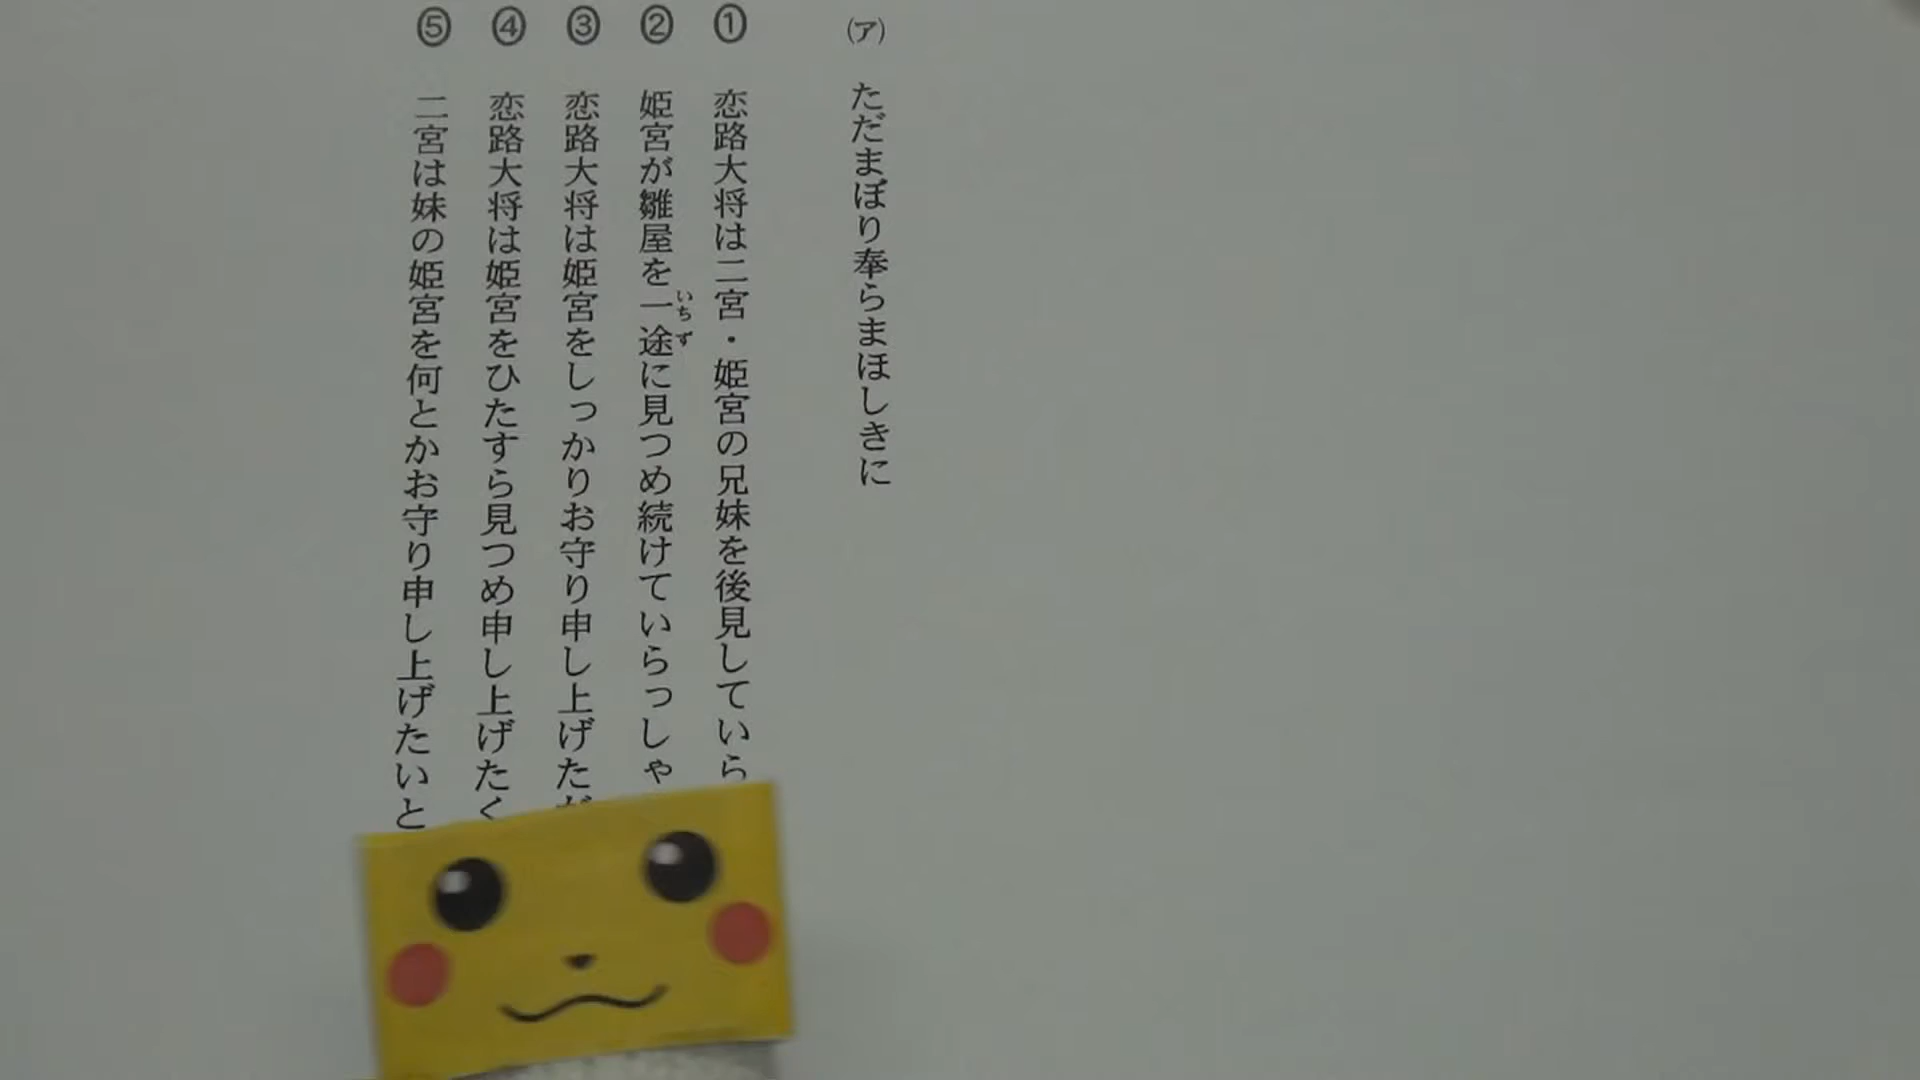 (ア) ただまぼり奉らまほしきに
① 恋路大将は二宮・姫宮の兄妹を後見していら
② 姫宮が雛屋を一途に見つめ続けていらっしゃ
いちず
③ 恋路大将は姫宮をしっかりお守り申し上げたが
④ 恋路大将は姫宮をひたすら見つめ申し上げたく
⑤ 二宮は妹の姫宮を何とかお守り申し上げたいと